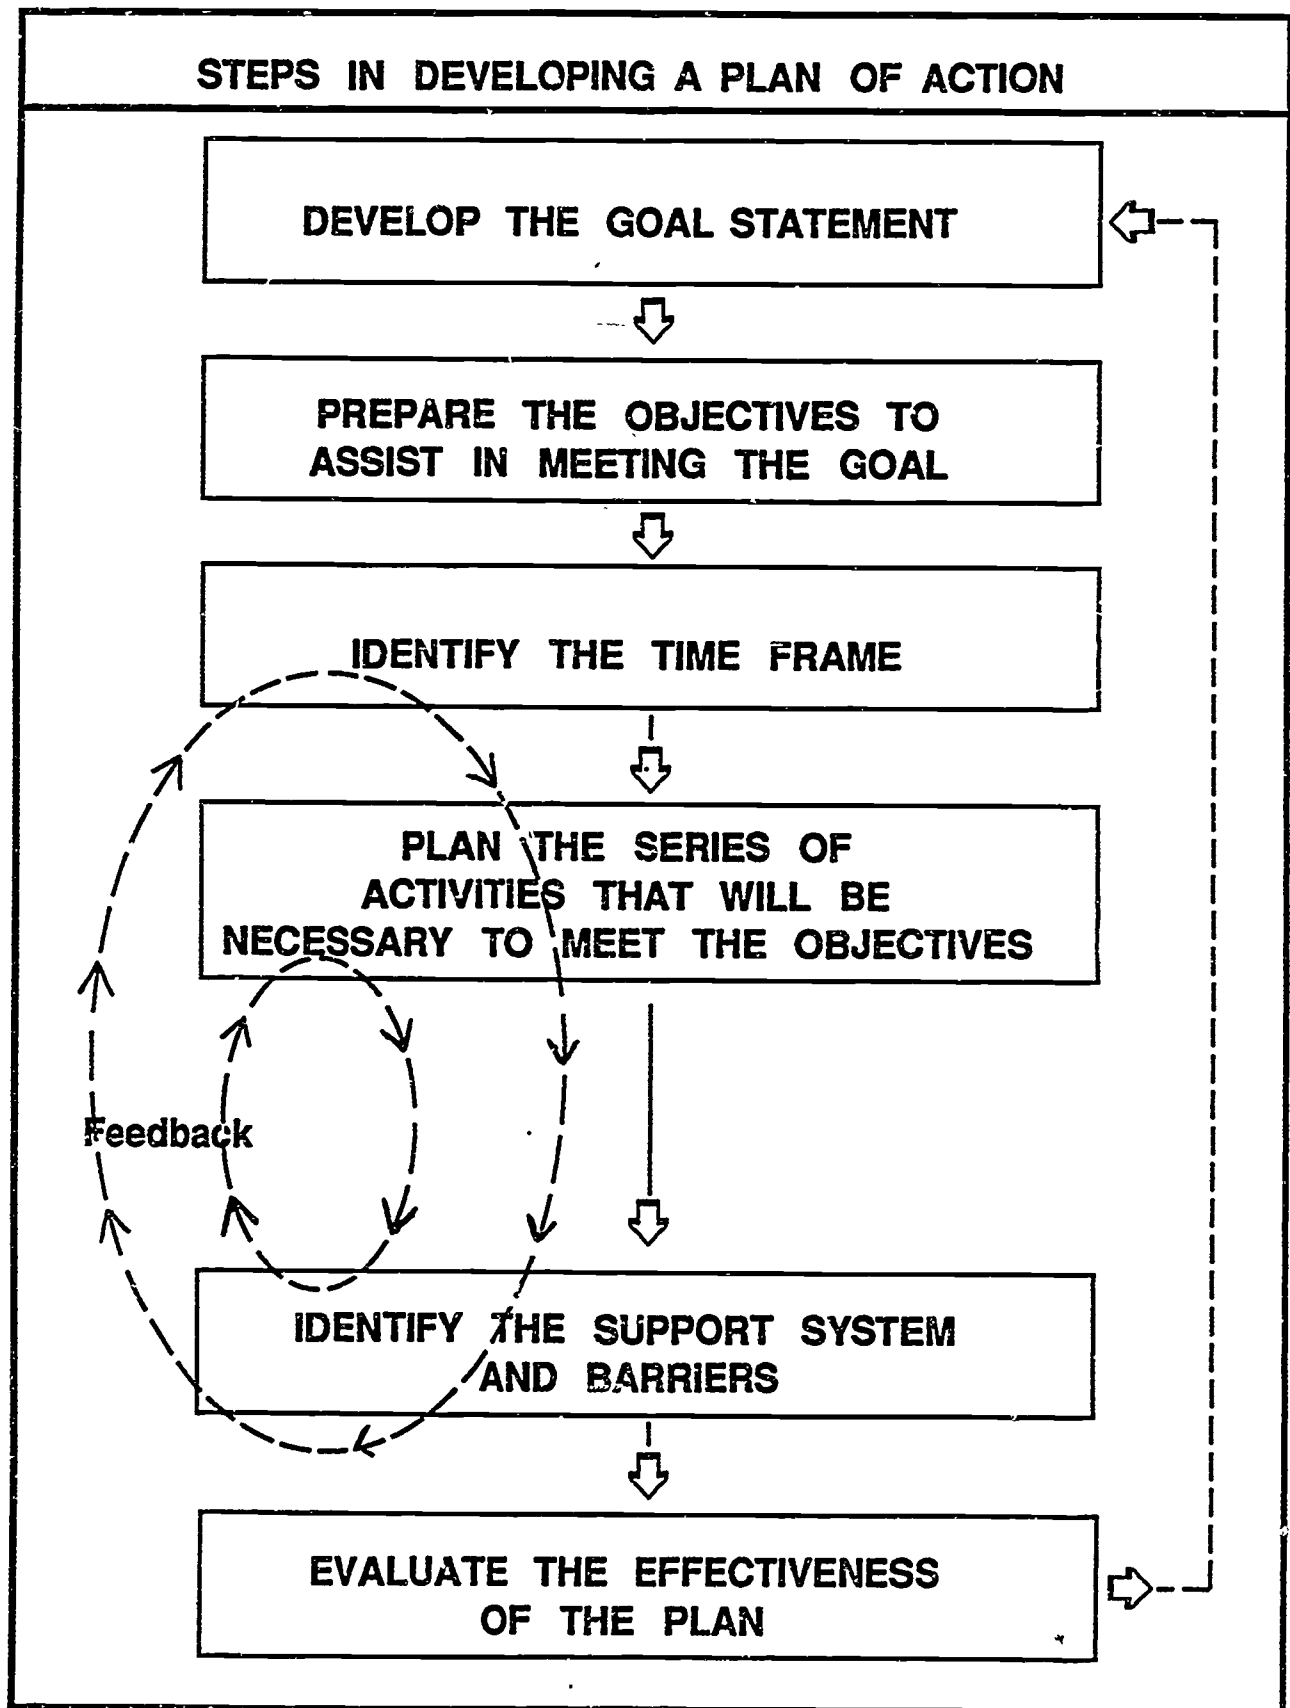 STEPS IN DEVELOPING A PLAN OF ACTION
DEVELOP THE GOAL STATEMENT
PREPARE THE OBJECTIVES TO
ASSIST IN MEETING THE GOAL
IDENTIFY THE TIME FRAME
PLAN THE SERIES OF
ACTIVITIES THAT WILL BE
NECESSARY TO MEET THE OBJECTIVES
Feedback
IDENTIFY THE SUPPORT SYSTEM
AND BARRIERS
EVALUATE THE EFFECTIVENESS
OF THE PLAN